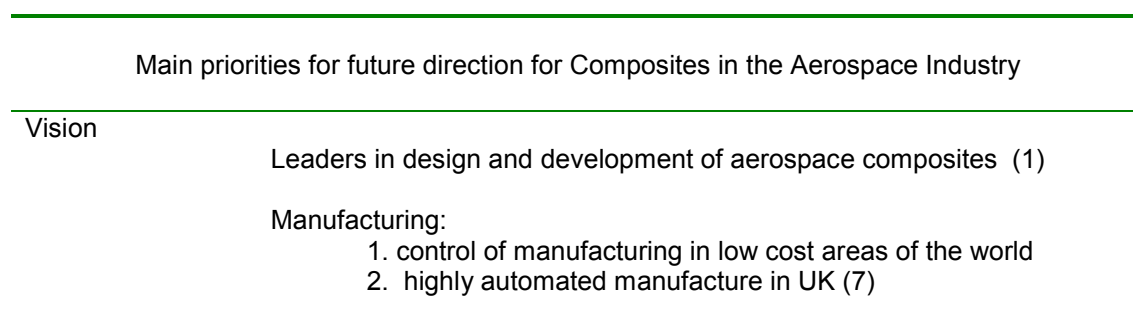 Main priorities for future direction for Composites in the Aerospace Industry
Vision
Leaders in design and development of aerospace composites (1)
Manufacturing:
1. control of manufacturing in low cost areas of the world
2. highly automated manufacture in UK (7)